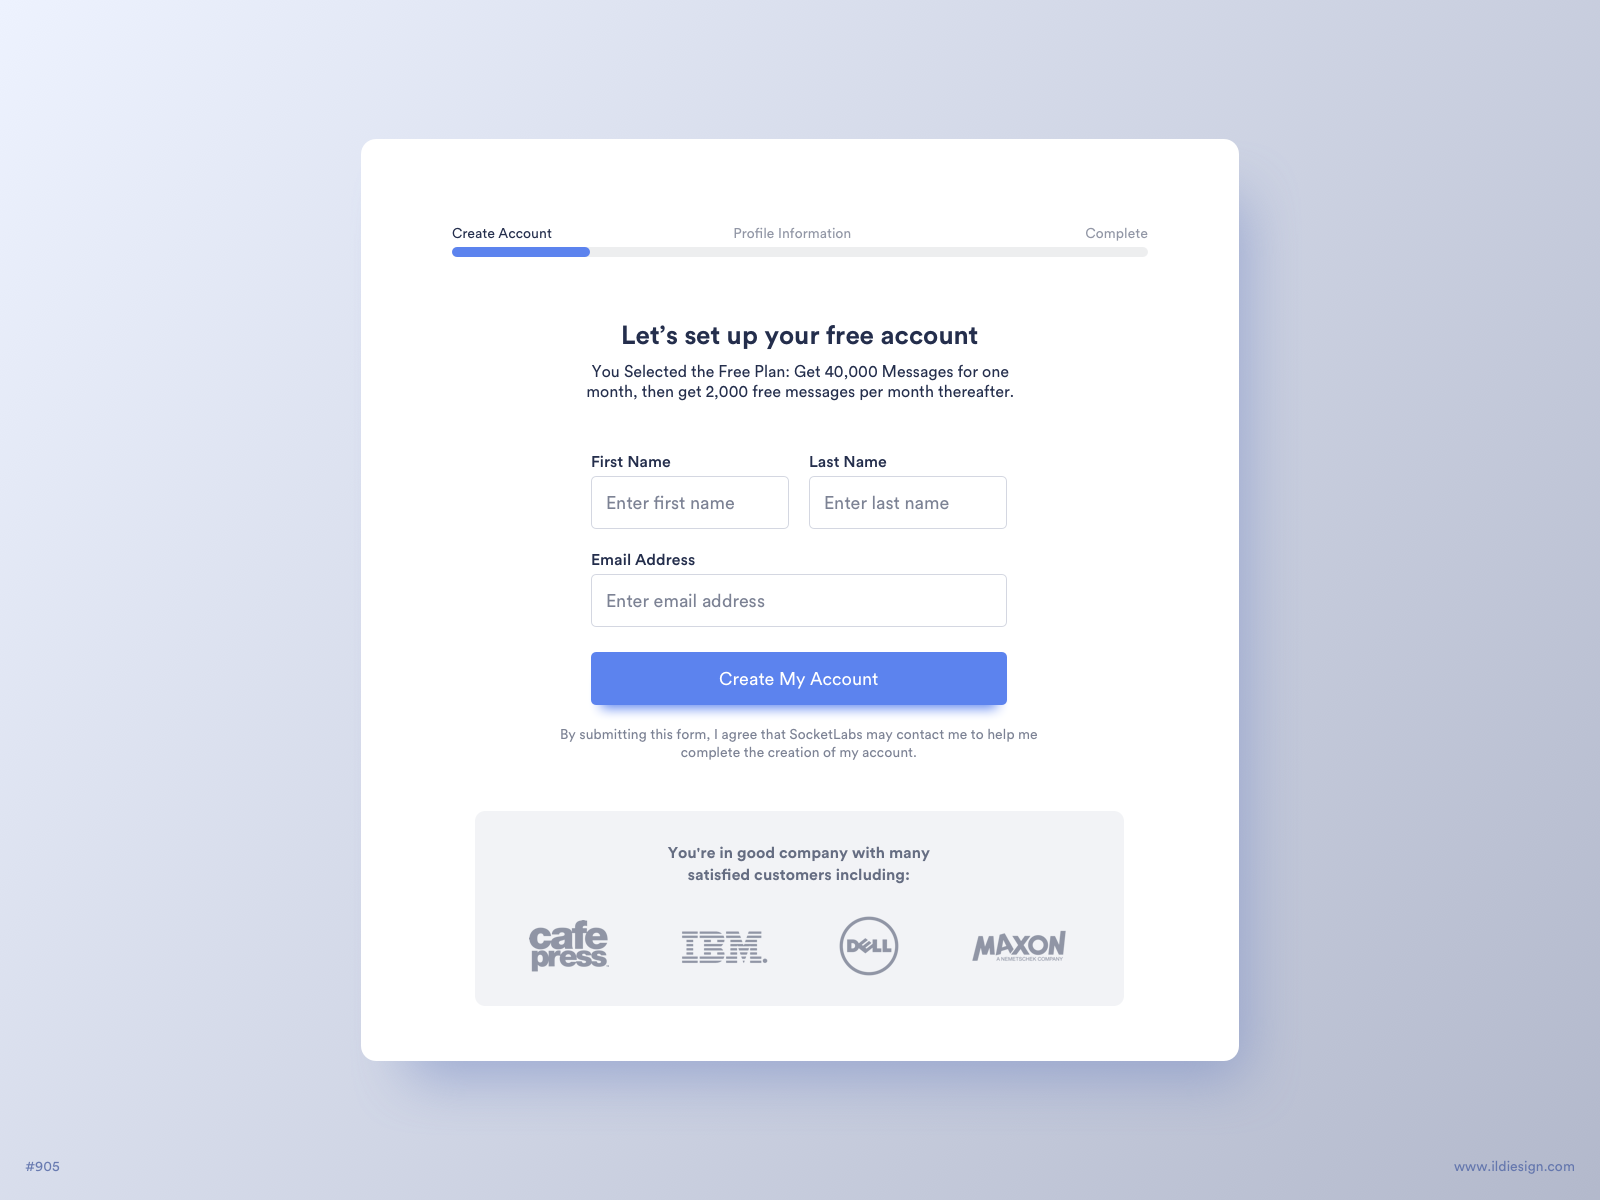 Create Account
Profile Information
Complete
Let’s set up your free account
You Selected the Free Plan: Get 40,000 Messages for one
month, then get 2,000 free messages per month thereafter.
First Name
Last Name
Enter first name
Enter last name
Email Address
Enter email address
Create My Account
By submitting this form, I agree that SocketLabs may contact me to help me
complete the creation of my account.
You're in good company with many
satisfied customers including:
cafe
press
IBM.
DELL
MAXON
A NEMETSCHEK COMPANY
#905
www.ildiesign.com